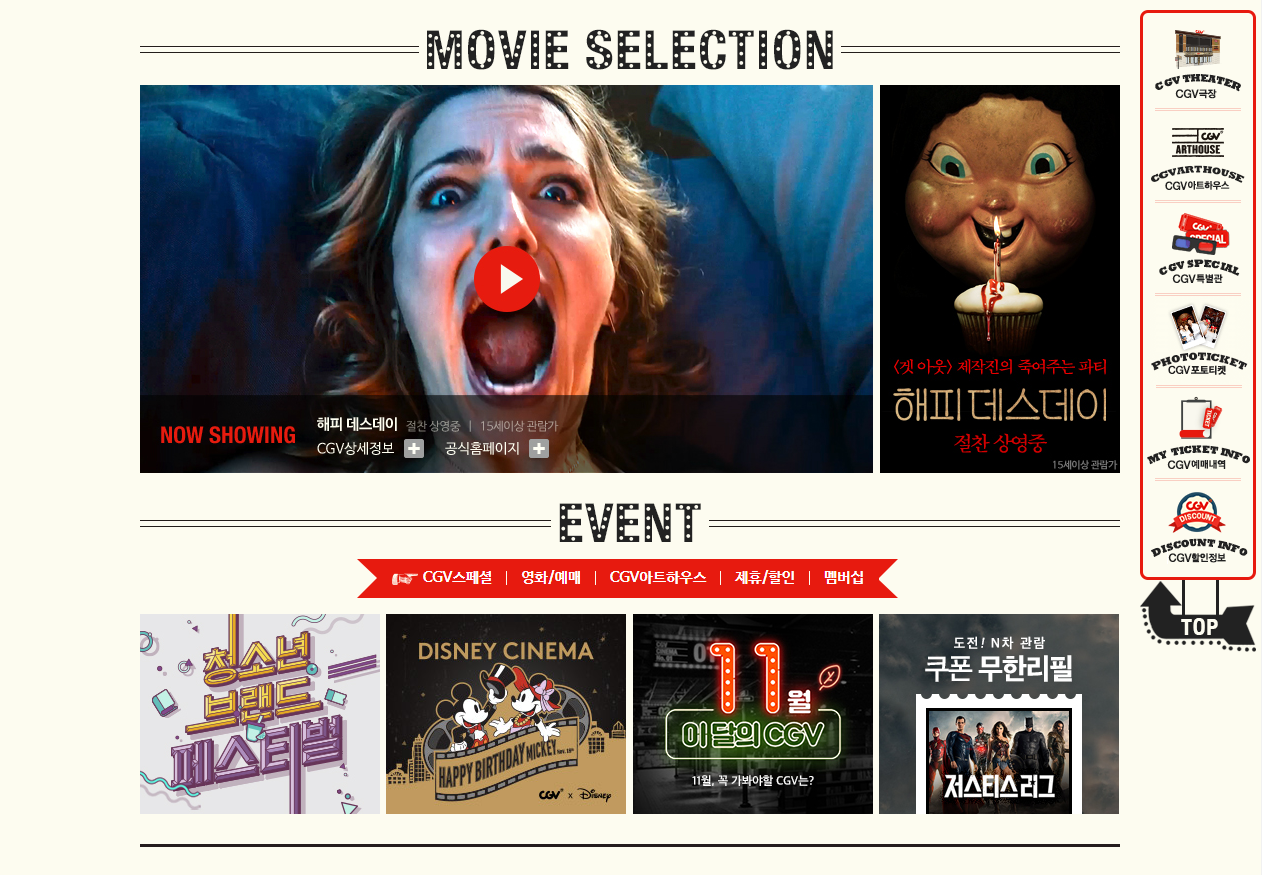 MOVIE SELECTION
NOW SHOWING
해피 데스데이 절찬 상영중 | 15세이상 관람가
CGV상세정보 공식홈페이지
<겟 아웃> 제작진의 죽여주는 파티
해피 데스데이
절찬 상영중
15세이상 관람가
EVENT
CGV스페셜 | 영화/예매 | CGV아트하우스 | 제휴/할인 | 멤버십
청소년
브랜드
페스티벌
DISNEY CINEMA
HAPPY BIRTHDAY MICKEY Nov. 18th
CGV x Disney
11월
이달의 CGV
11월, 꼭 가봐야할 CGV는?
도전! N차 관람
쿠폰 무한리필
저스티스 리그
CGV THEATER
CGV극장
CGV
ARTHOUSE
CGVARTHOUSE
CGV아트하우스
CGV
SPECIAL
CGV SPECIAL
CGV특별관
PHOTOTICKET
CGV포토티켓
TICKET
MY TICKET INFO
CGV예매내역
CGV
DISCOUNT
DISCOUNT INFO
CGV할인정보
TOP